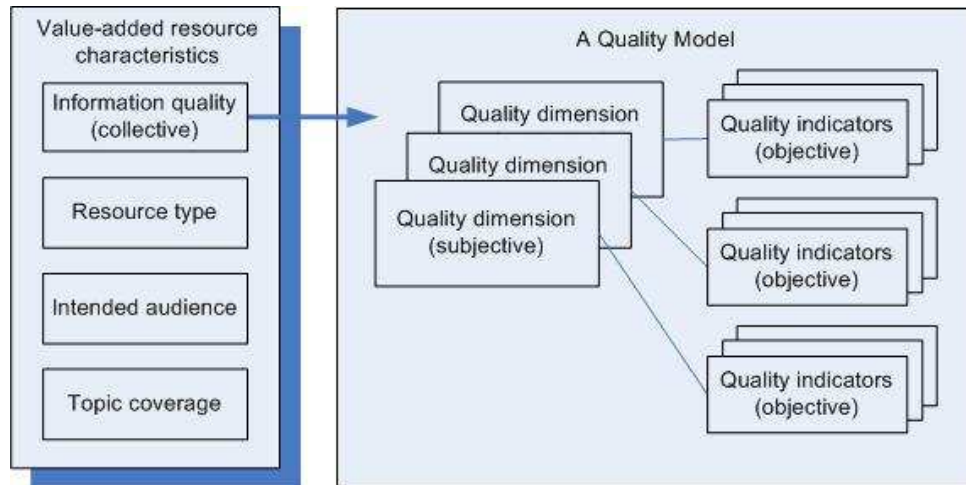 Value-added resource
characteristics
Information quality
(collective)
Resource type
Intended audience
Topic coverage
A Quality Model
Quality dimension
Quality dimension
Quality dimension
(subjective)
Quality indicators
(objective)
Quality indicators
(objective)
Quality indicators
(objective)